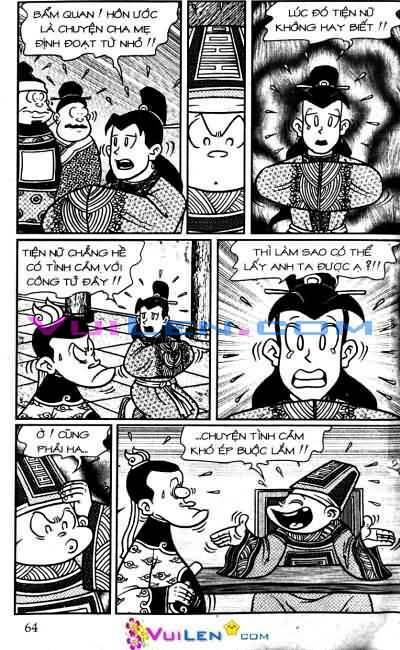 BẨM QUAN ! HÔN ƯỚC
LÀ CHUYỆN CHA MẸ
ĐỊNH ĐOẠT TỪ NHỎ !!
LÚC ĐÓ TIỆN NỮ
KHÔNG HAY BIẾT !!
TIỆN NỮ CHẲNG HỀ
CÓ TÌNH CẢM VỚI
CÔNG TỬ ĐÂY !!
THÌ LÀM SAO CÓ THỂ
LẤY ANH TA ĐƯỢC Ạ ?!!
VuiLen.com
Ờ ! CŨNG
PHẢI HA...
...CHUYỆN TÌNH CẢM
KHÓ ÉP BUỘC LẮM !!
64
VuiLen.com